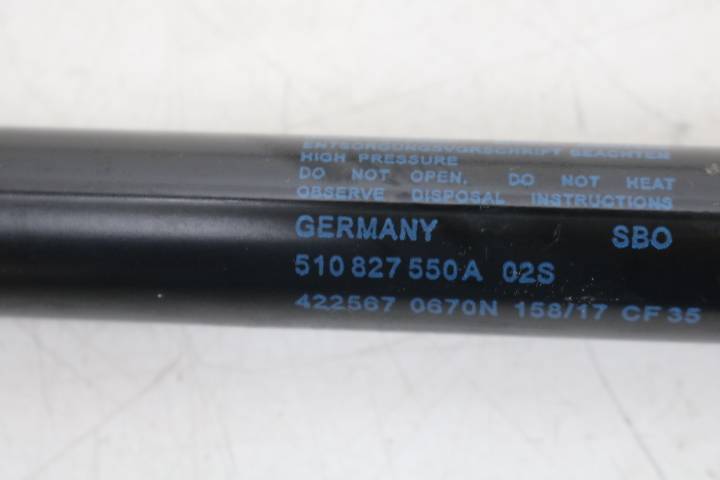 ENTSORGUNGSVORSCHRIFT BEACHTEN
HIGH PRESSURE
DO NOT OPEN. DO NOT HEAT
OBSERVE DISPOSAL INSTRUCTIONS
GERMANY SBO
510 827 550 A 02S
422567 0670N 158/17 CF 35